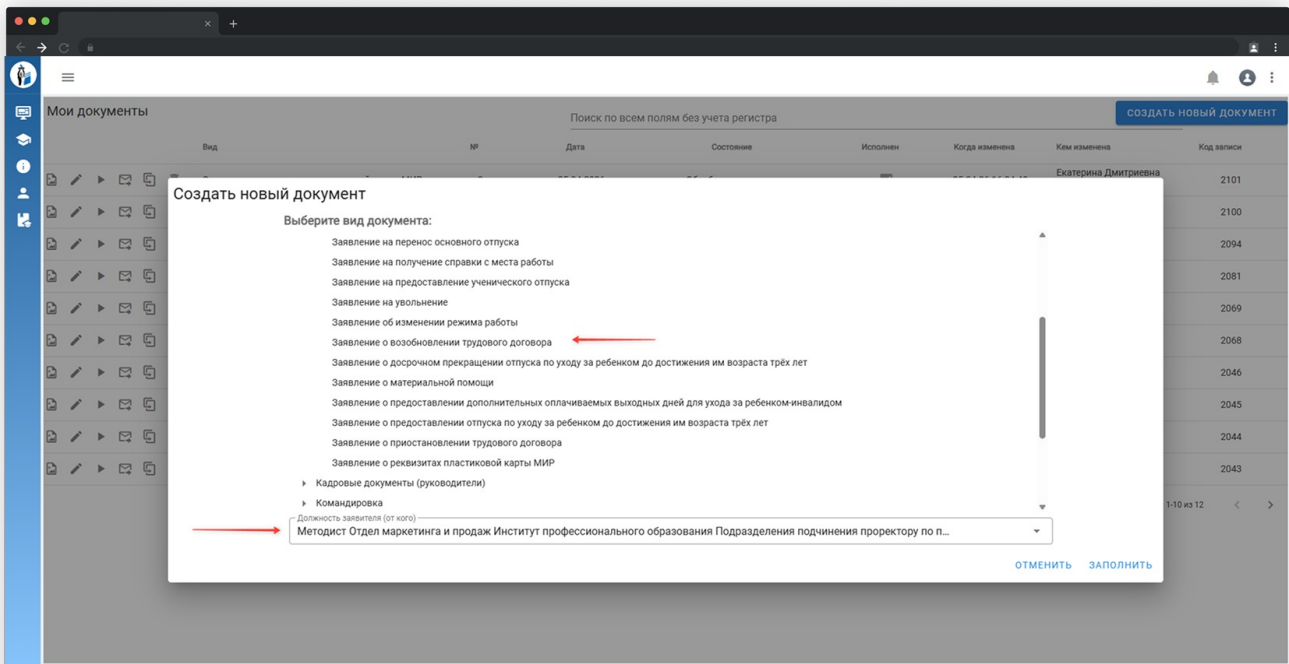 Мои документы
Поиск по всем полям без учета регистра
СОЗДАТЬ НОВЫЙ ДОКУМЕНТ
Вид № Дата Состояние Исполнен Когда изменена Кем изменена Код записи
Екатерина Дмитриевна
2101
2100
2094
2081
2069
2068
2046
2045
2044
2043
1-10 из 12
Создать новый документ
Выберите вид документа:
Заявление на перенос основного отпуска
Заявление на получение справки с места работы
Заявление на предоставление ученического отпуска
Заявление на увольнение
Заявление об изменении режима работы
Заявление о возобновлении трудового договора
Заявление о досрочном прекращении отпуска по уходу за ребенком до достижения им возраста трёх лет
Заявление о материальной помощи
Заявление о предоставлении дополнительных оплачиваемых выходных дней для ухода за ребенком-инвалидом
Заявление о предоставлении отпуска по уходу за ребенком до достижения им возраста трёх лет
Заявление о приостановлении трудового договора
Заявление о реквизитах пластиковой карты МИР
Кадровые документы (руководители)
Командировка
Должность заявителя (от кого)
Методист Отдел маркетинга и продаж Институт профессионального образования Подразделения подчинения проректору по п...
ОТМЕНИТЬ ЗАПОЛНИТЬ